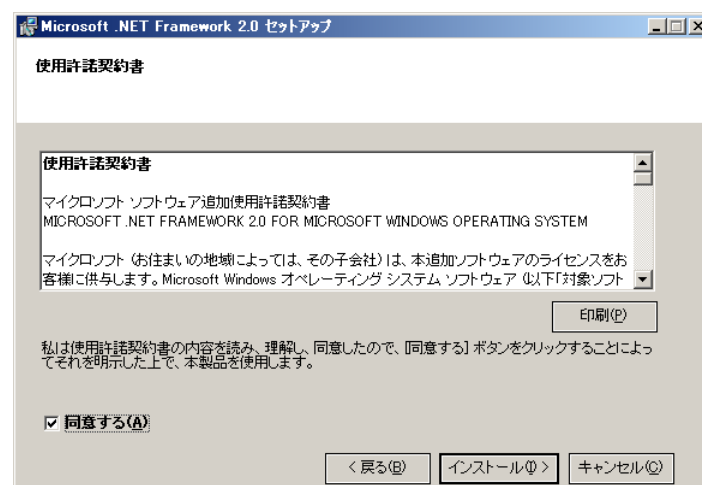 Microsoft .NET Framework 2.0 セットアップ
使用許諾契約書
使用許諾契約書
マイクロソフト ソフトウェア追加使用許諾契約書
MICROSOFT .NET FRAMEWORK 2.0 FOR MICROSOFT WINDOWS OPERATING SYSTEM
マイクロソフト (お住まいの地域によっては、その子会社) は、本追加ソフトウェアのライセンスをお
客様に供与します。Microsoft Windows オペレーティング システム ソフトウェア (以下「対象ソフト
印刷(P)
私は使用許諾契約書の内容を読み、理解し、同意したので、[同意する] ボタンをクリックすることによっ
てそれを明示した上で、本製品を使用します。
同意する(A)
< 戻る(B) インストール(I) > キャンセル(C)